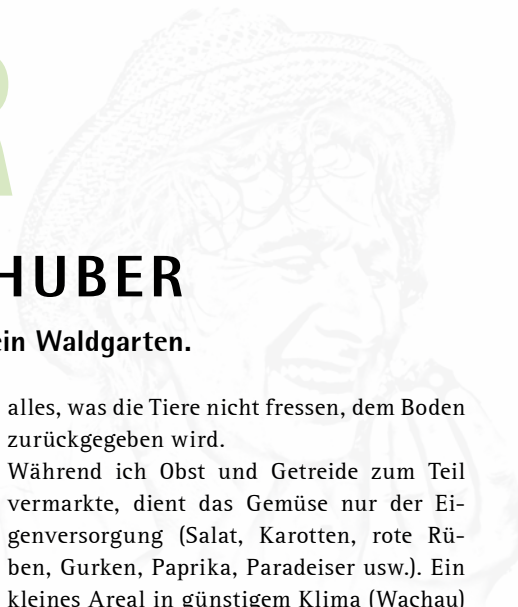 R
HUBER
ein Waldgarten.
alles, was die Tiere nicht fressen, dem Boden
zurückgegeben wird.
Während ich Obst und Getreide zum Teil
vermarkte, dient das Gemüse nur der Ei-
genversorgung (Salat, Karotten, rote Rü-
ben, Gurken, Paprika, Paradeiser usw.). Ein
kleines Areal in günstigem Klima (Wachau)